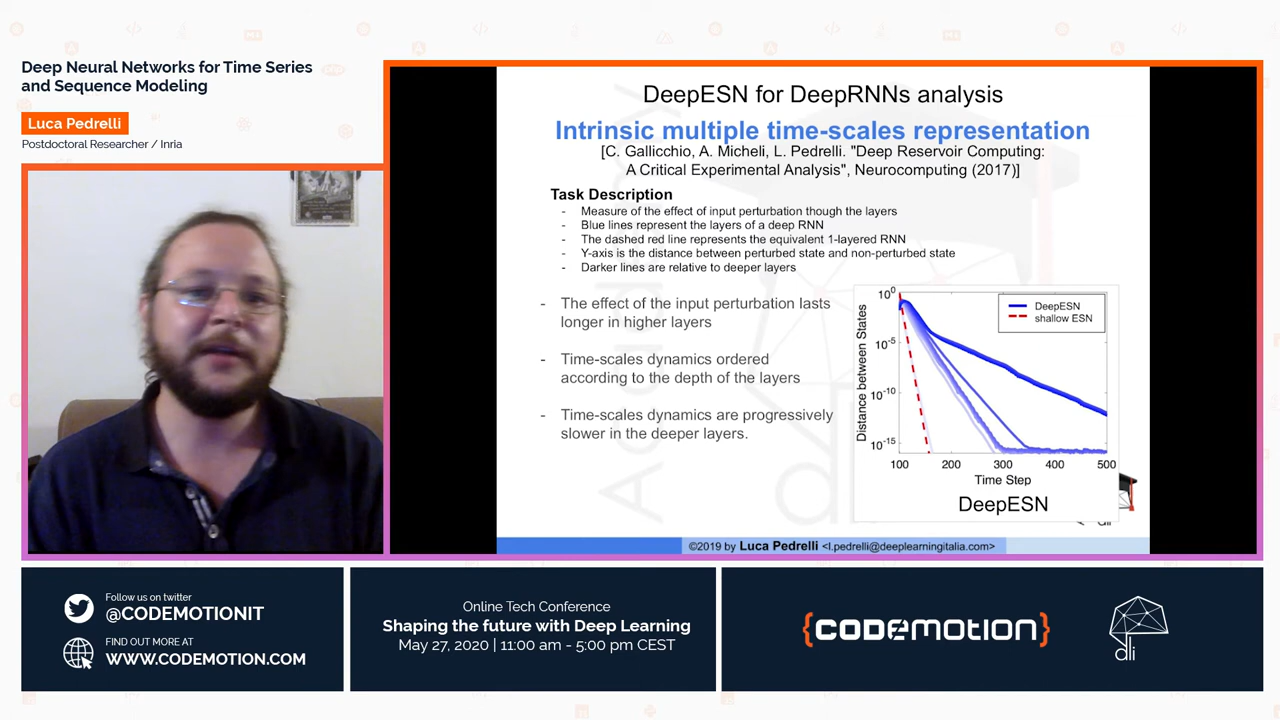 Deep Neural Networks for Time Series
and Sequence Modeling
Luca Pedrelli
Postdoctoral Researcher / Inria
DeepESN for DeepRNNs analysis
Intrinsic multiple time-scales representation
[C. Gallicchio, A. Micheli, L. Pedrelli. "Deep Reservoir Computing:
A Critical Experimental Analysis", Neurocomputing (2017)]
Task Description
- Measure of the effect of input perturbation though the layers
- Blue lines represent the layers of a deep RNN
- The dashed red line represents the equivalent 1-layered RNN
- Y-axis is the distance between perturbed state and non-perturbed state
- Darker lines are relative to deeper layers
- The effect of the input perturbation lasts
longer in higher layers
- Time-scales dynamics ordered
according to the depth of the layers
- Time-scales dynamics are progressively
slower in the deeper layers.
Distance between States
10^0
10^-5
10^-10
10^-15
DeepESN
shallow ESN
100 200 300 400 500
Time Step
DeepESN
dli
©2019 by Luca Pedrelli <l.pedrelli@deeplearningitalia.com>
Follow us on twitter
@CODEMOTIONIT
FIND OUT MORE AT
WWW.CODEMOTION.COM
Online Tech Conference
Shaping the future with Deep Learning
May 27, 2020 | 11:00 am - 5:00 pm CEST
{CODEMOTION}
dli